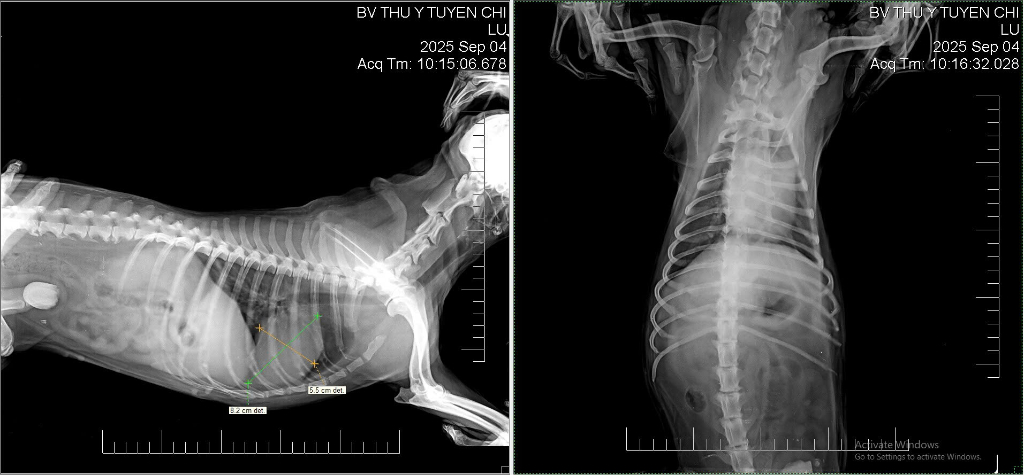 BV THU Y TUYEN CHI
LU
2025 Sep 04
Acq Tm: 10:15:06.678
5.5 cm det.
8.2 cm det.
BV THU Y TUYEN CHI
LU
2025 Sep 04
Acq Tm: 10:16:32.028
Activate Windows
Go to Settings to activate Windows.